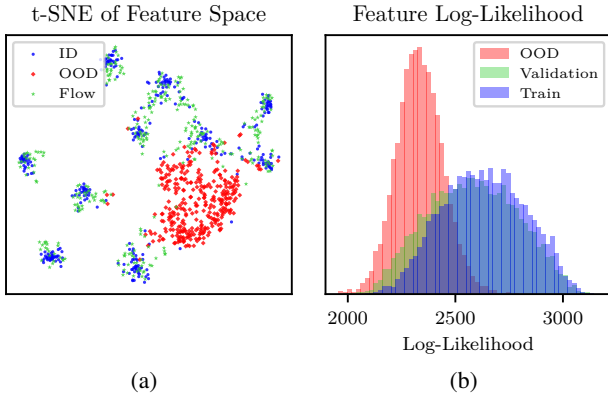 t-SNE of Feature Space
ID
OOD
Flow
(a)
Feature Log-Likelihood
OOD
Validation
Train
2000 2500 3000
Log-Likelihood
(b)